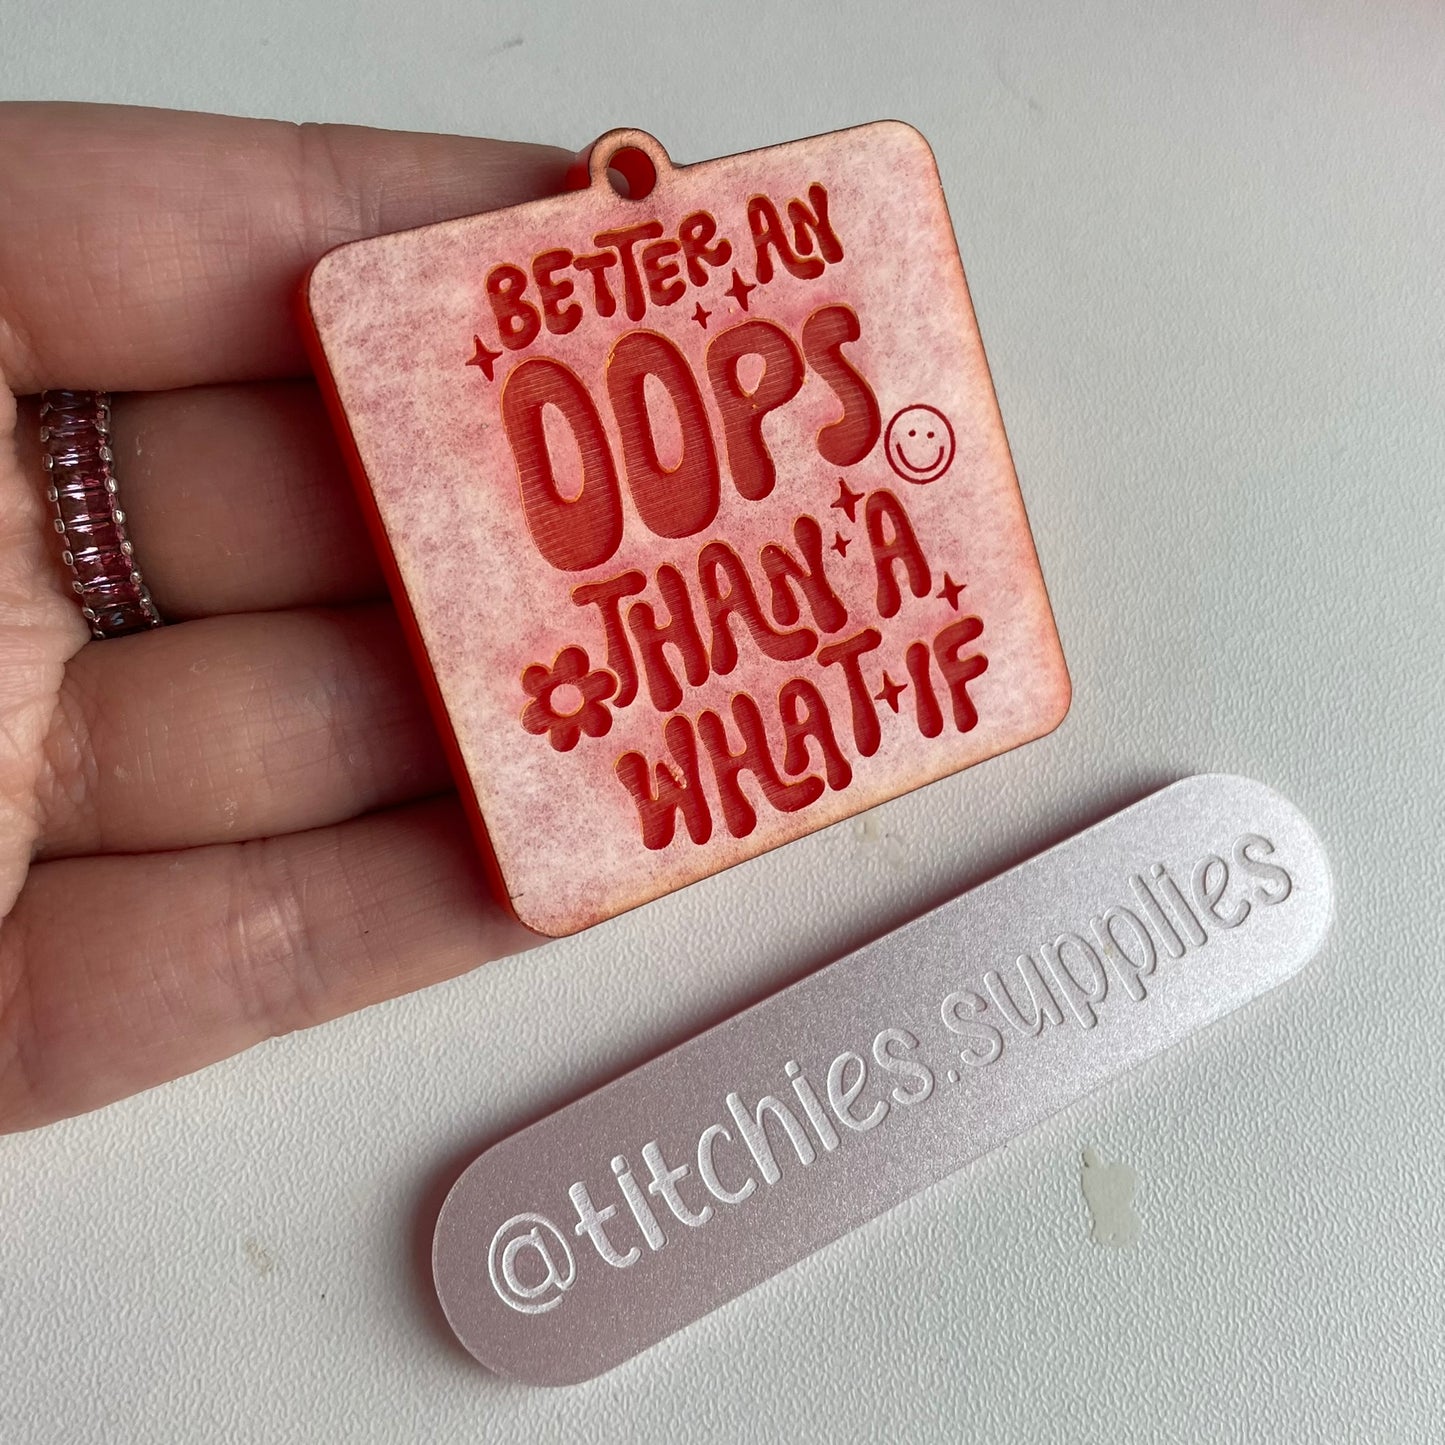 BETTER AN
OOPS
THAN A
WHAT IF
@titchies.supplies